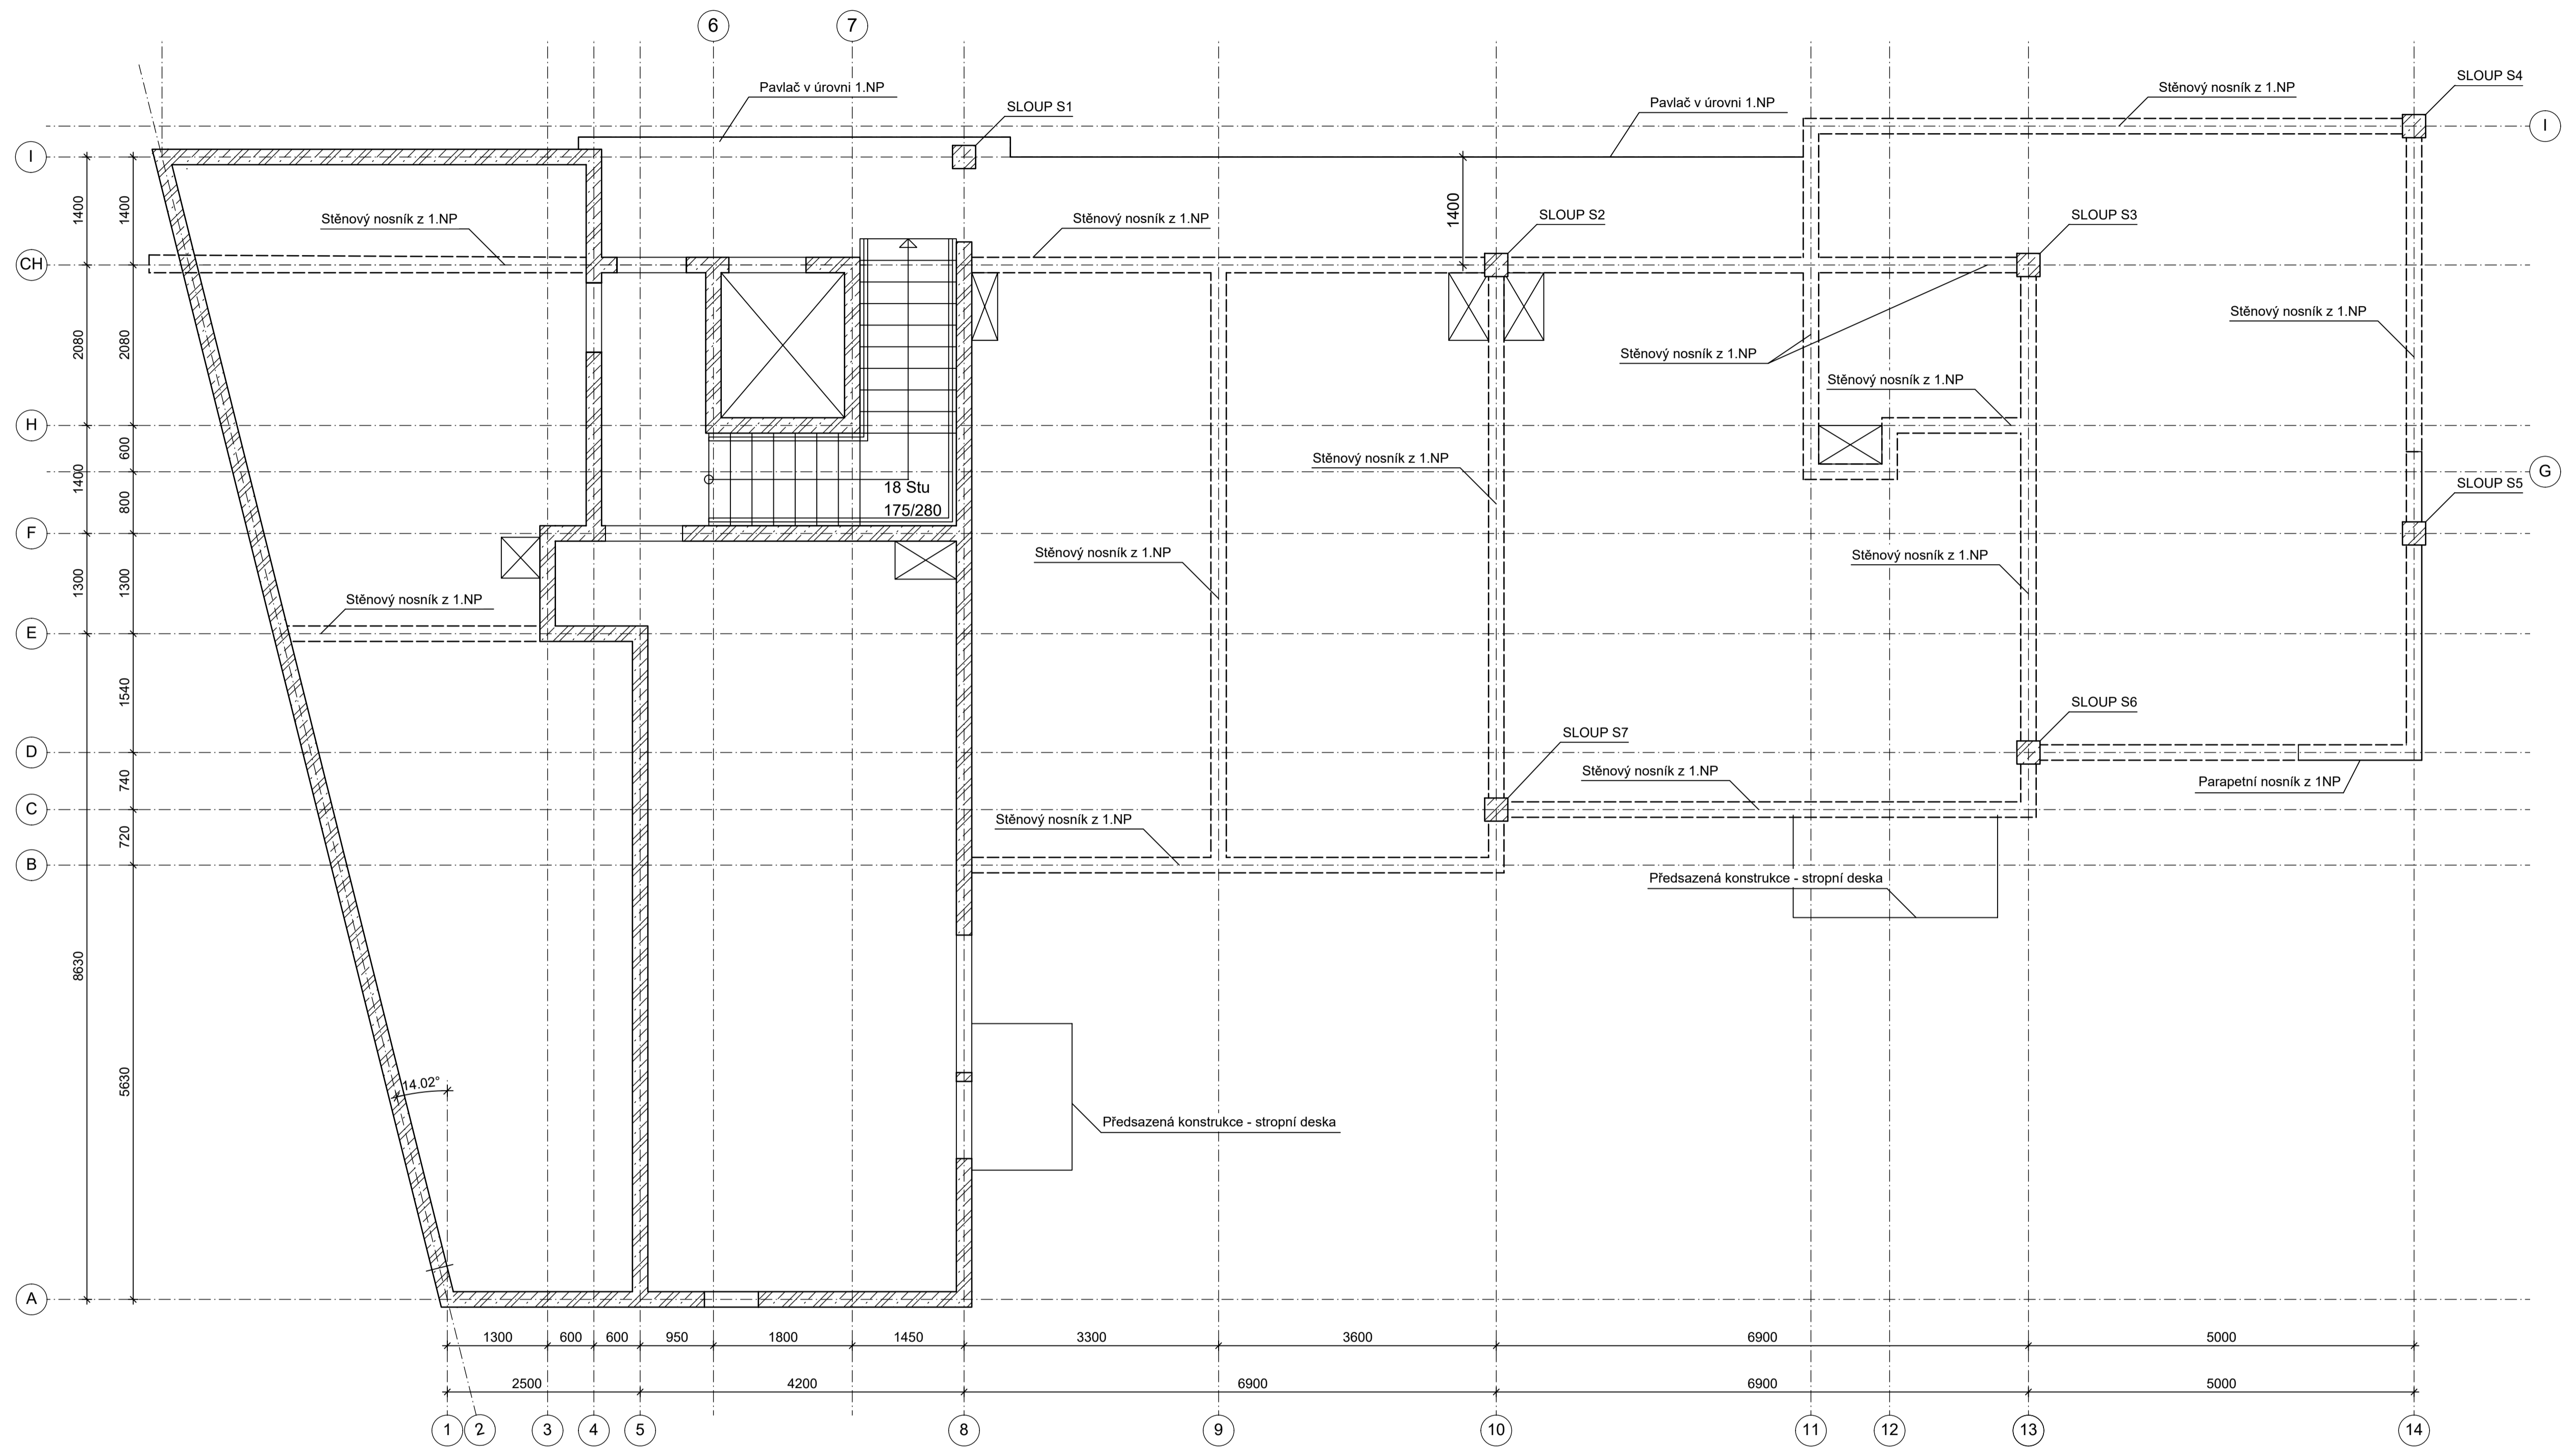 6
7
Pavlač v úrovni 1.NP
SLOUP S1
Pavlač v úrovni 1.NP
Stěnový nosník z 1.NP
SLOUP S4
I
I
1400
1400
Stěnový nosník z 1.NP
Stěnový nosník z 1.NP
1400
SLOUP S2
SLOUP S3
CH
2080
2080
Stěnový nosník z 1.NP
Stěnový nosník z 1.NP
Stěnový nosník z 1.NP
H
600
1400
800
Stěnový nosník z 1.NP
G
18 Stu
175/280
SLOUP S5
F
1300
1300
Stěnový nosník z 1.NP
Stěnový nosník z 1.NP
Stěnový nosník z 1.NP
E
1540
SLOUP S6
SLOUP S7
D
740
Stěnový nosník z 1.NP
Parapetní nosník z 1NP
C
720
Stěnový nosník z 1.NP
B
Předsazená konstrukce - stropní deska
8630
5630
14.02°
Předsazená konstrukce - stropní deska
A
1300
600
600
950
1800
1450
3300
3600
6900
5000
2500
4200
6900
6900
5000
1
2
3
4
5
8
9
10
11
12
13
14